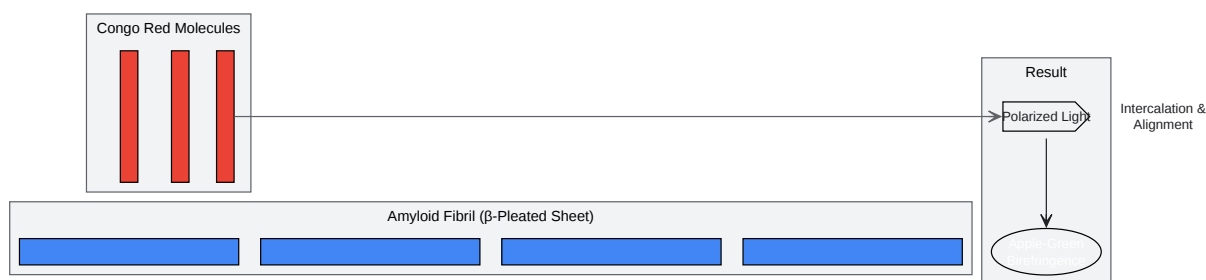 Congo Red Molecules
Result
Polarized Light
Intercalation &
Alignment
Amyloid Fibril (β-Pleated Sheet)
Apple-Green
Birefringence